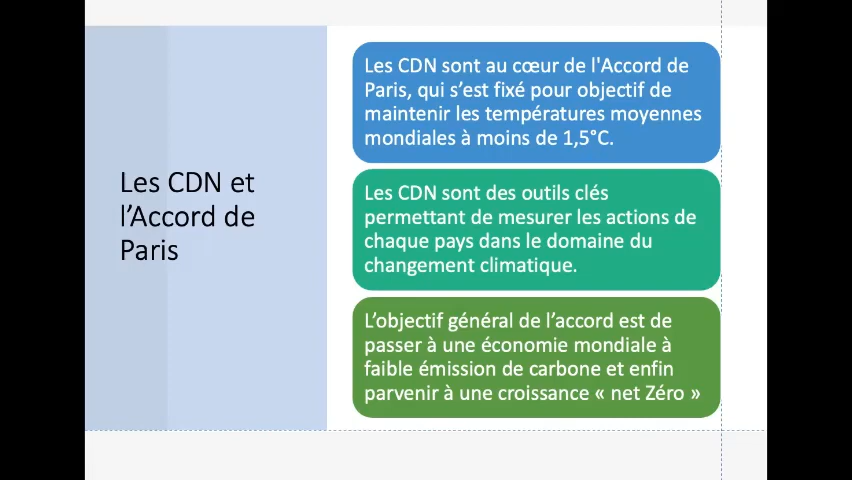 Les CDN et
l’Accord de
Paris
Les CDN sont au cœur de l'Accord de
Paris, qui s’est fixé pour objectif de
maintenir les températures moyennes
mondiales à moins de 1,5°C.
Les CDN sont des outils clés
permettant de mesurer les actions de
chaque pays dans le domaine du
changement climatique.
L’objectif général de l’accord est de
passer à une économie mondiale à
faible émission de carbone et enfin
parvenir à une croissance « net Zéro »